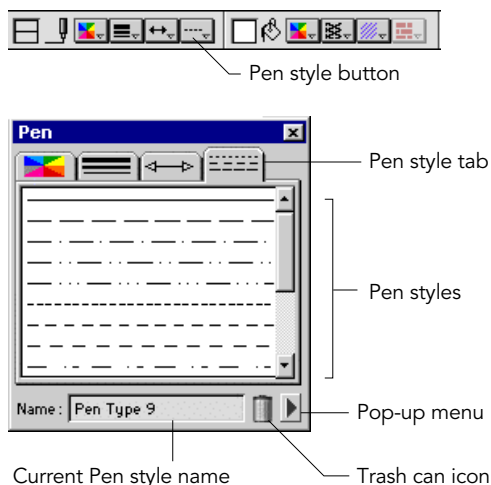 Pen style button
Pen
Pen style tab
Pen styles
Name: Pen Type 9
Pop-up menu
Current Pen style name
Trash can icon